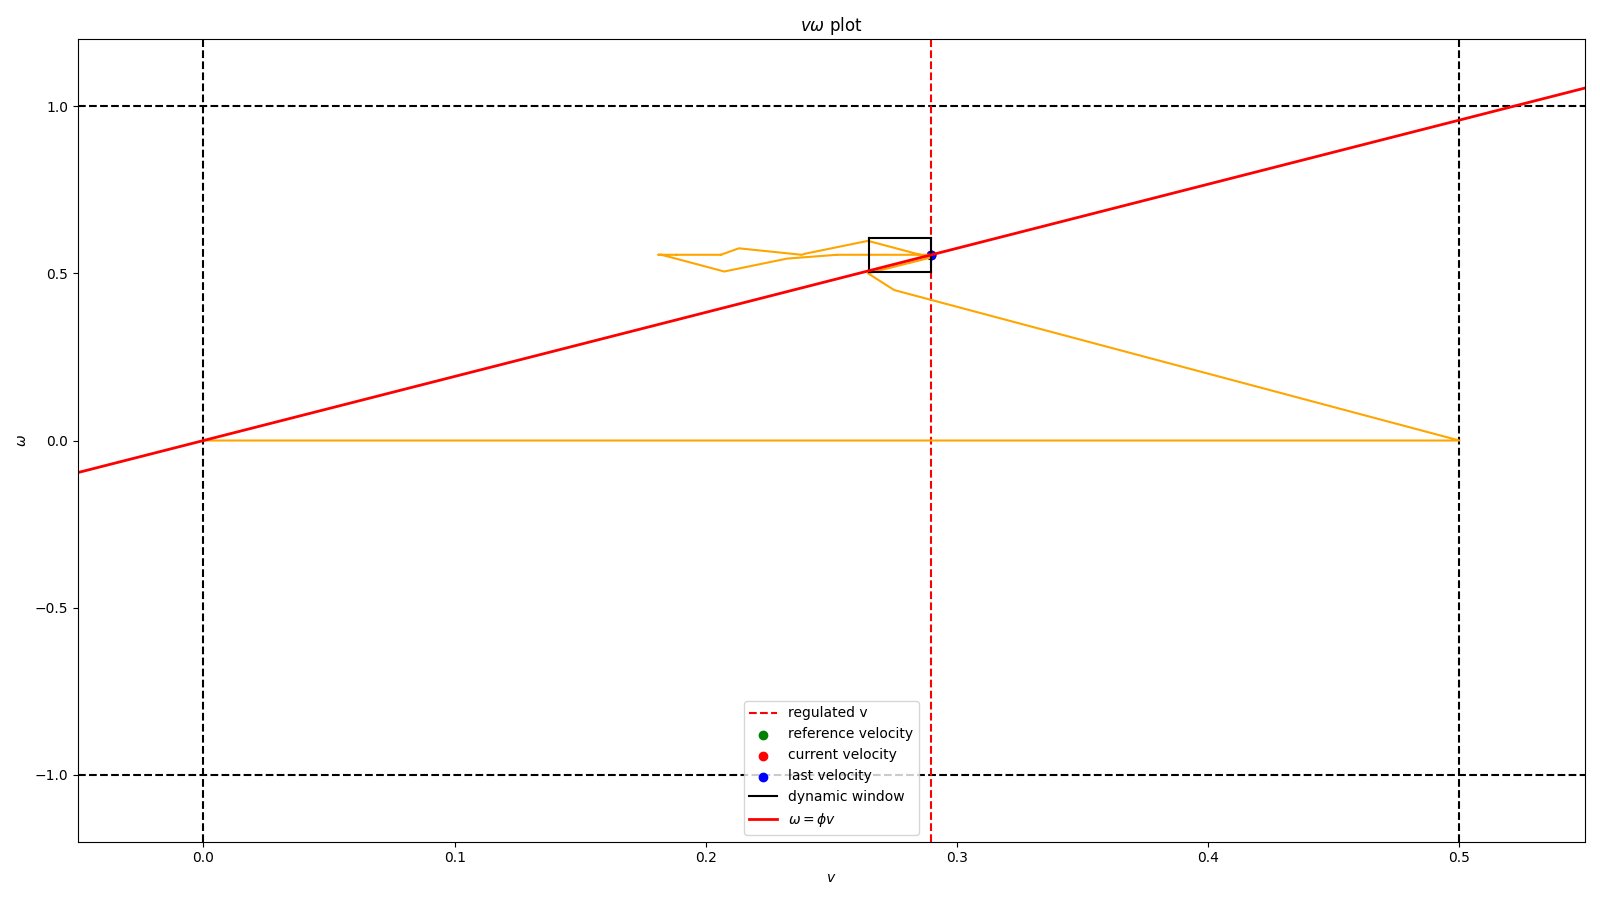 vω plot
1.0
0.5
0.0
−0.5
−1.0
ω
regulated v
reference velocity
current velocity
last velocity
dynamic window
ω = ϕv
0.0 0.1 0.2 0.3 0.4 0.5
v